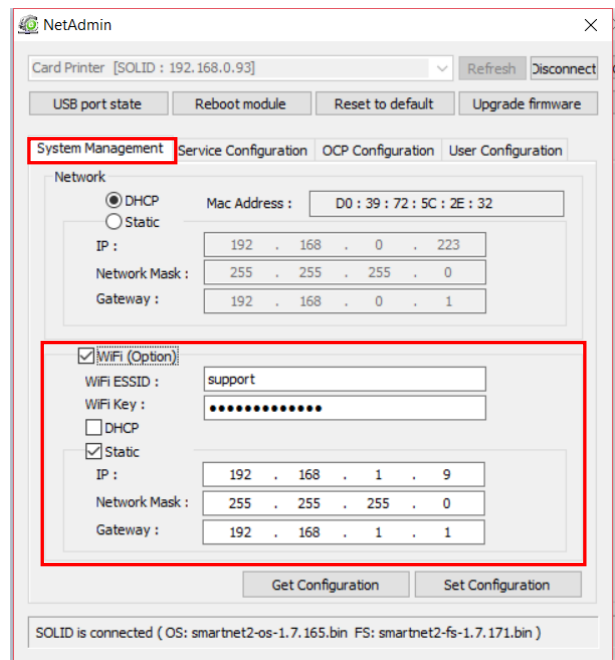 NetAdmin
Card Printer [SOLID : 192.168.0.93] Refresh Disconnect
USB port state Reboot module Reset to default Upgrade firmware
System Management Service Configuration OCP Configuration User Configuration
Network
DHCP Mac Address : D0 : 39 : 72 : 5C : 2E : 32
Static
IP : 192 . 168 . 0 . 223
Network Mask : 255 . 255 . 255 . 0
Gateway : 192 . 168 . 0 . 1
WiFi (Option)
WiFi ESSID : support
WiFi Key : •••••••••••••
DHCP
Static
IP : 192 . 168 . 1 . 9
Network Mask : 255 . 255 . 255 . 0
Gateway : 192 . 168 . 1 . 1
Get Configuration Set Configuration
SOLID is connected ( OS: smartnet2-os-1.7.165.bin FS: smartnet2-fs-1.7.171.bin )